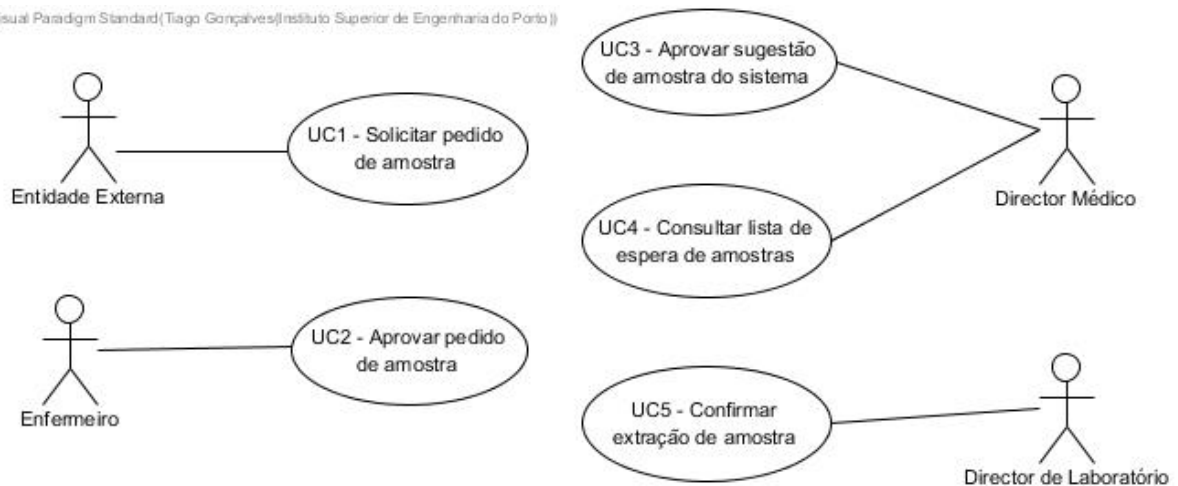 isual Paradigm Standard(Tiago Gonçalves(Instituto Superior de Engenharia do Porto))
UC1 - Solicitar pedido
de amostra
Entidade Externa
UC2 - Aprovar pedido
de amostra
Enfermeiro
UC3 - Aprovar sugestão
de amostra do sistema
UC4 - Consultar lista de
espera de amostras
Director Médico
UC5 - Confirmar
extração de amostra
Director de Laboratório